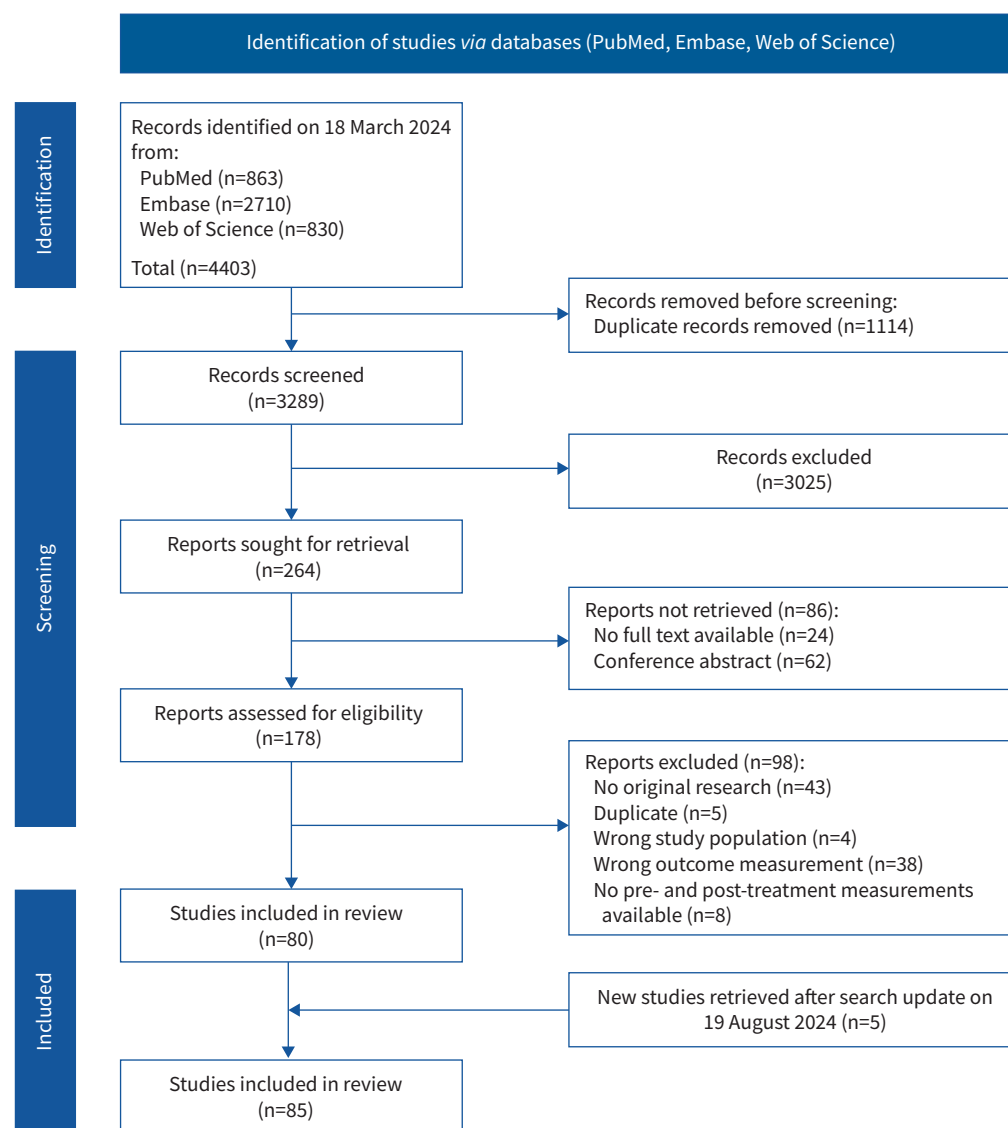 Identification of studies via databases (PubMed, Embase, Web of Science)
Identification
Records identified on 18 March 2024
from:
PubMed (n=863)
Embase (n=2710)
Web of Science (n=830)
Total (n=4403)
Records removed before screening:
Duplicate records removed (n=1114)
Screening
Records screened
(n=3289)
Records excluded
(n=3025)
Reports sought for retrieval
(n=264)
Reports not retrieved (n=86):
No full text available (n=24)
Conference abstract (n=62)
Reports assessed for eligibility
(n=178)
Reports excluded (n=98):
No original research (n=43)
Duplicate (n=5)
Wrong study population (n=4)
Wrong outcome measurement (n=38)
No pre- and post-treatment measurements
available (n=8)
Included
Studies included in review
(n=80)
New studies retrieved after search update on
19 August 2024 (n=5)
Studies included in review
(n=85)